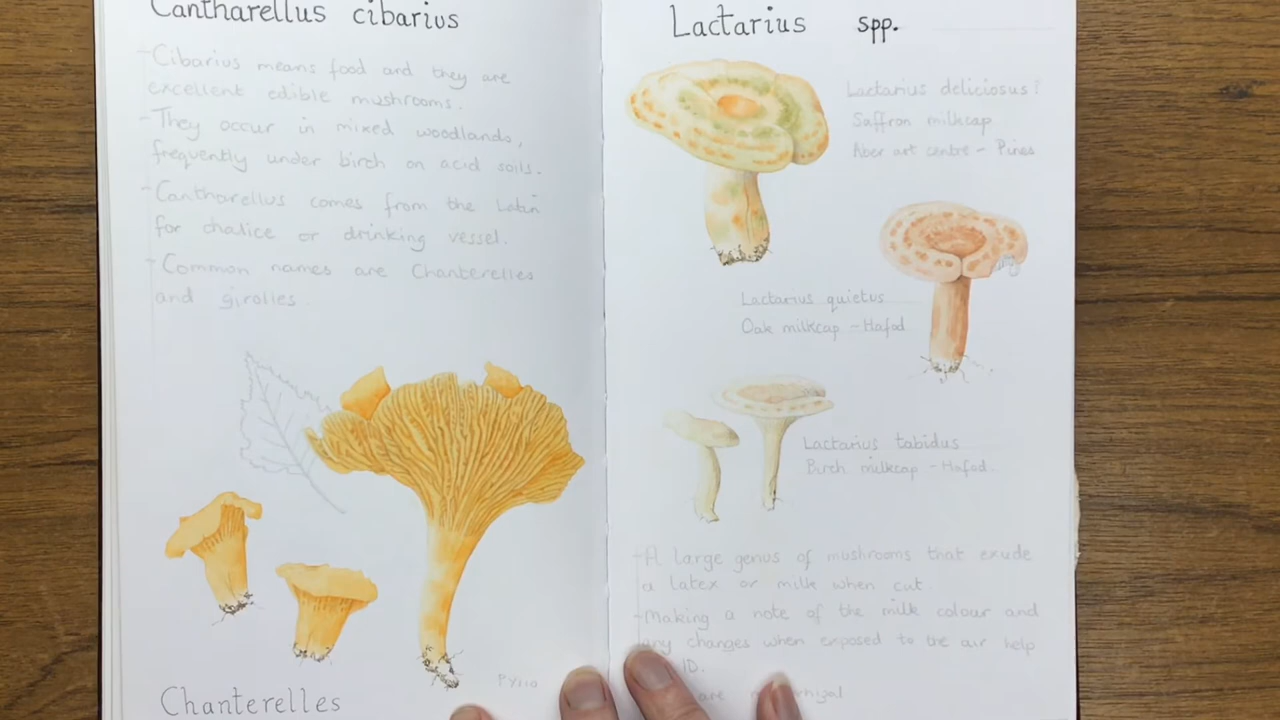 Cantharellus cibarius
- Cibarius means food and they are
excellent edible mushrooms.
- They occur in mixed woodlands,
frequently under birch on acid soils.
- Cantharellus comes from the Latin
for chalice or drinking vessel.
- Common names are Chanterelles
and girolles.
Chanterelles
Lactarius spp.
Lactarius deliciosus?
Saffron milkcap
Aber art centre - Pines
Lactarius quietus
Oak milkcap - Hafod
Lactarius tabidus
Birch milkcap - Hafod.
- A large genus of mushrooms that exude
a latex or milk when cut.
- Making a note of the milk colour and
any changes when exposed to the air help
ID.
are